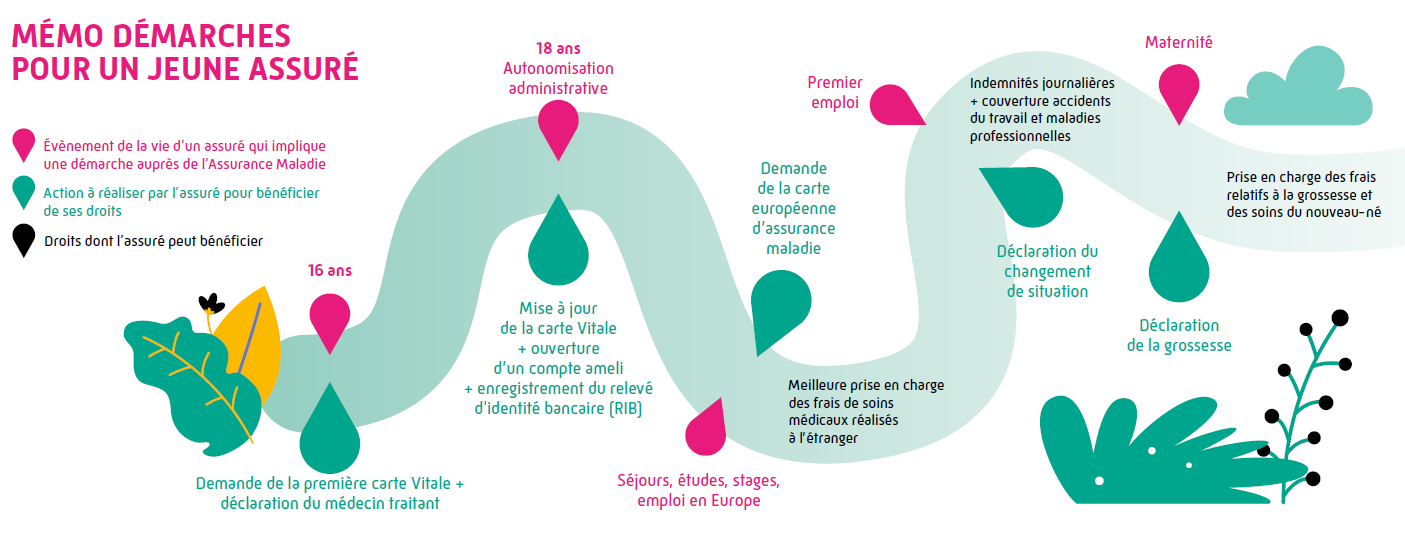 MÉMO DÉMARCHES
POUR UN JEUNE ASSURÉ
Évènement de la vie d'un assuré qui implique
une démarche auprès de l'Assurance Maladie
Action à réaliser par l'assuré pour bénéficier
de ses droits
Droits dont l'assuré peut bénéficier
16 ans
Demande de la première carte Vitale +
déclaration du médecin traitant
18 ans
Autonomisation
administrative
Mise à jour
de la carte Vitale
+ ouverture
d'un compte ameli
+ enregistrement du relevé
d'identité bancaire (RIB)
Séjours, études, stages,
emploi en Europe
Demande
de la carte
européenne
d'assurance
maladie
Meilleure prise en charge
des frais de soins
médicaux réalisés
à l'étranger
Premier
emploi
Indemnités journalières
+ couverture accidents
du travail et maladies
professionnelles
Déclaration du
changement
de situation
Maternité
Déclaration
de la grossesse
Prise en charge des frais
relatifs à la grossesse et
des soins du nouveau-né